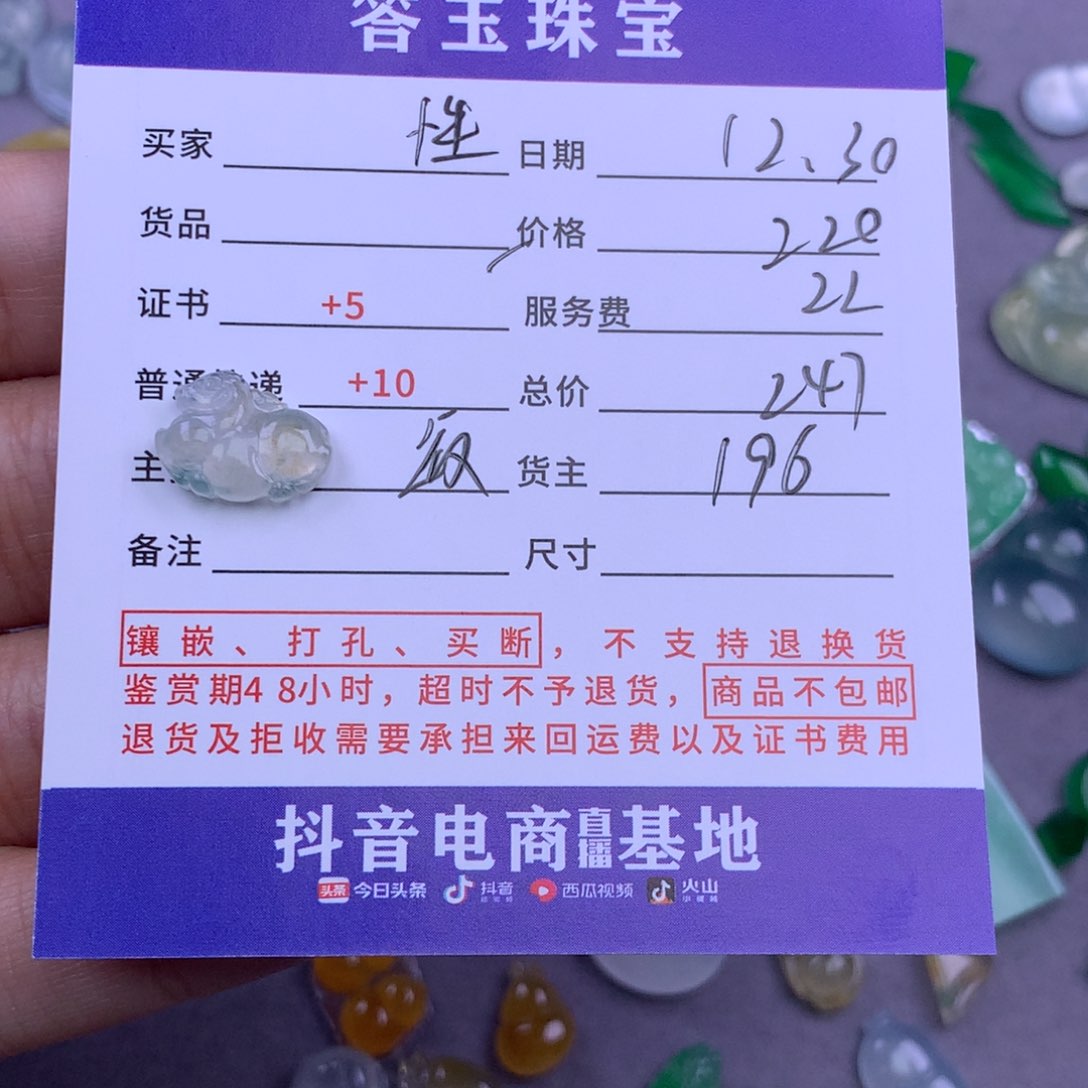 答玉珠宝
买家 性 日期 12、30
货品 价格 220
证书 +5 服务费 22
普通快递 +10 总价 247
主 货主 196
备注 尺寸
镶嵌、打孔、买断，不支持退换货
鉴赏期48小时，超时不予退货，商品不包邮
退货及拒收需要承担来回运费以及证书费用
抖音电商直播基地
头条 今日头条 抖音 西瓜视频 火山